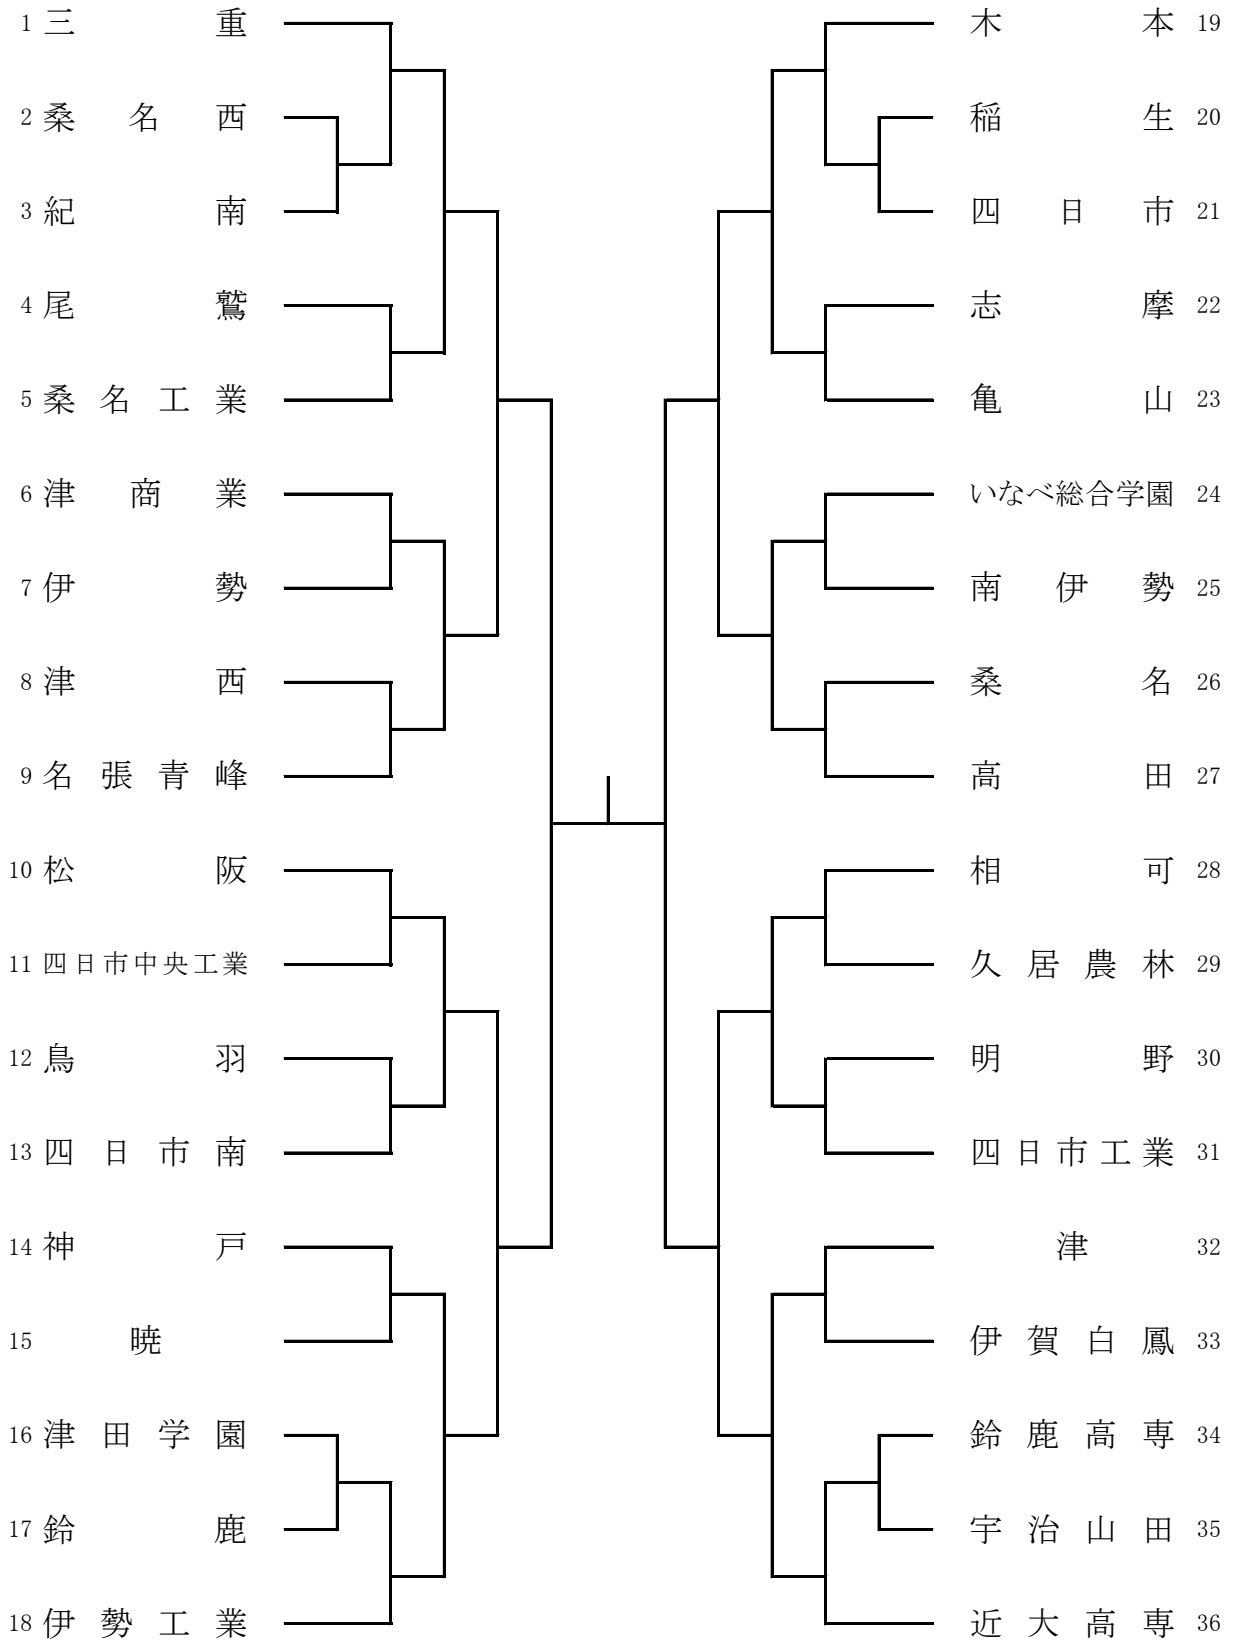 1 三重
2 桑名西
3 紀南
4 尾鷲
5 桑名工業
6 津商業
7 伊勢
8 津西
9 名張青峰
10 松阪
11 四日市中央工業
12 鳥羽
13 四日市南
14 神戸
15 暁
16 津田学園
17 鈴鹿
18 伊勢工業
木本 19
稲生 20
四日市 21
志摩 22
亀山 23
いなべ総合学園 24
南伊勢 25
桑名 26
高田 27
相可 28
久居農林 29
明野 30
四日市工業 31
津 32
伊賀白鳳 33
鈴鹿高専 34
宇治山田 35
近大高専 36